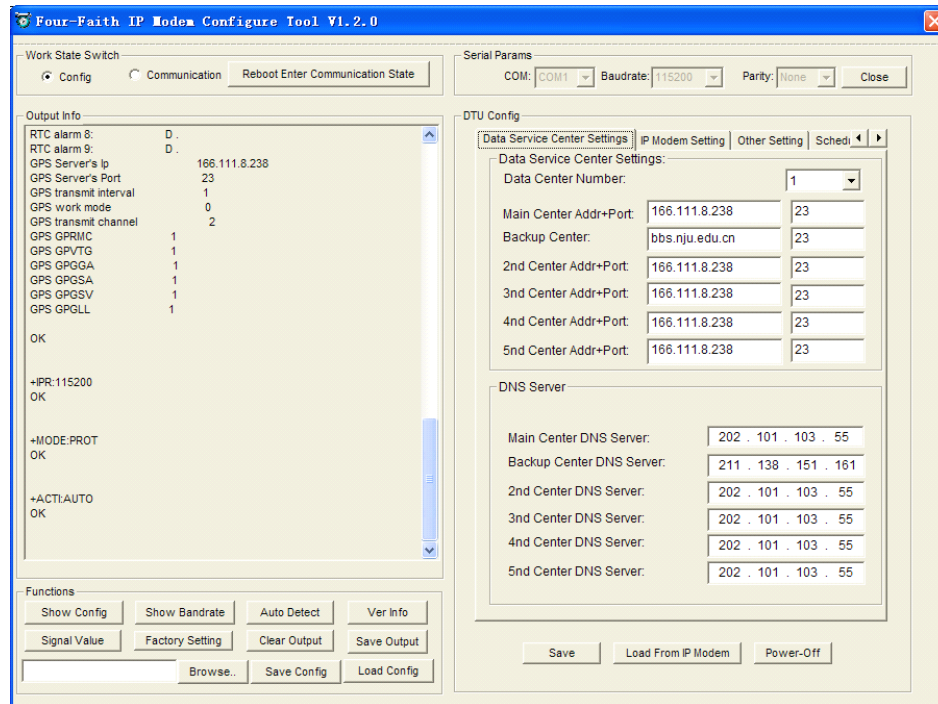 Four-Faith IP Modem Configure Tool V1.2.0
Work State Switch
Config Communication Reboot Enter Communication State
Serial Params
COM: COM1 Baudrate: 115200 Parity: None Close
Output Info
RTC alarm 8: D .
RTC alarm 9: D .
GPS Server's Ip 166.111.8.238
GPS Server's Port 23
GPS transmit interval 1
GPS work mode 0
GPS transmit channel 2
GPS GPRMC 1
GPS GPVTG 1
GPS GPGGA 1
GPS GPGSA 1
GPS GPGSV 1
GPS GPGLL 1
OK
+IPR:115200
OK
+MODE:PROT
OK
+ACTI:AUTO
OK
Functions
Show Config Show Bandrate Auto Detect Ver Info
Signal Value Factory Setting Clear Output Save Output
Browse.. Save Config Load Config
DTU Config
Data Service Center Settings IP Modem Setting Other Setting
Data Service Center Settings:
Data Center Number: 1
Main Center Addr+Port: 166.111.8.238 23
Backup Center: bbs.nju.edu.cn 23
2nd Center Addr+Port: 166.111.8.238 23
3nd Center Addr+Port: 166.111.8.238 23
4nd Center Addr+Port: 166.111.8.238 23
5nd Center Addr+Port: 166.111.8.238 23
DNS Server
Main Center DNS Server: 202 . 101 . 103 . 55
Backup Center DNS Server: 211 . 138 . 151 . 161
2nd Center DNS Server: 202 . 101 . 103 . 55
3nd Center DNS Server: 202 . 101 . 103 . 55
4nd Center DNS Server: 202 . 101 . 103 . 55
5nd Center DNS Server: 202 . 101 . 103 . 55
Save Load From IP Modem Power-Off